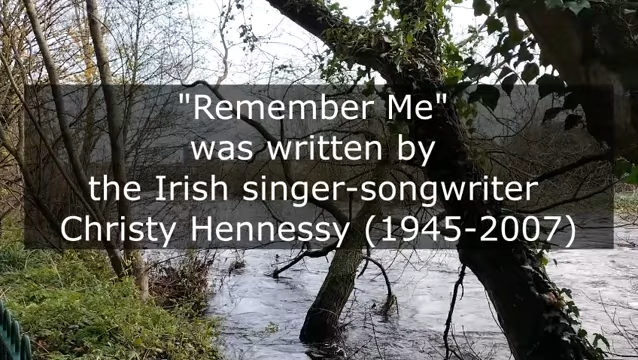 "Remember Me"
was written by
the Irish singer-songwriter
Christy Hennessy (1945-2007)